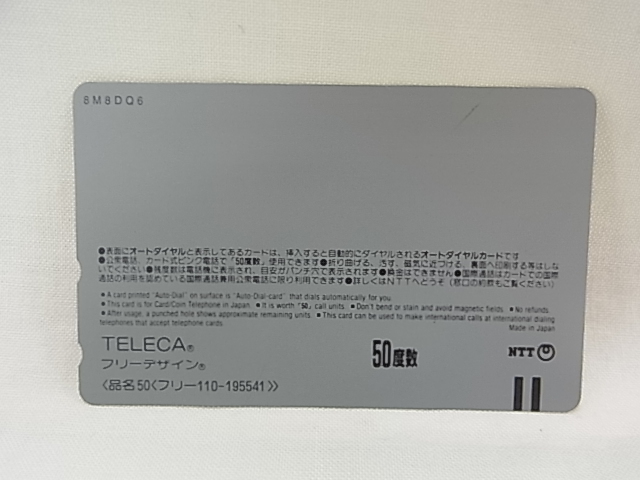 8M8DQ6
●表面にオートダイヤルと表示してあるカードは、挿入すると自動的にダイヤルされるオートダイヤルカードです
●公衆電話、カード式ピンク電話で「50度数」使用できます●折り曲げる、汚す、磁気に近づける、裏面へ印刷する等はしな
いでください●残度数は電話機に表示され、目安がパンチ穴で表示されます●換金はできません●国際通話はカードでの国際
通話の利用を認めている国際通話兼用公衆電話に限り利用できます●詳しくはNTTへどうぞ（窓口の約款もご覧ください）
● A card printed "Auto-Dial" on surface is "Auto-Dial-card" that dials automatically for you.
● This card is for Card/Coin Telephone in Japan. ● It is worth "50" call units. ● Don't bend or stain and avoid magnetic fields. ● No refunds.
● After usage, a punched hole shows approximate remaining units. ● This card can be used to make international calls at international dialing
telephones that accept telephone cards.
Made in Japan
TELECA®
フリーデザイン®
50度数
NTT
〈品名50〈フリー110-195541〉〉